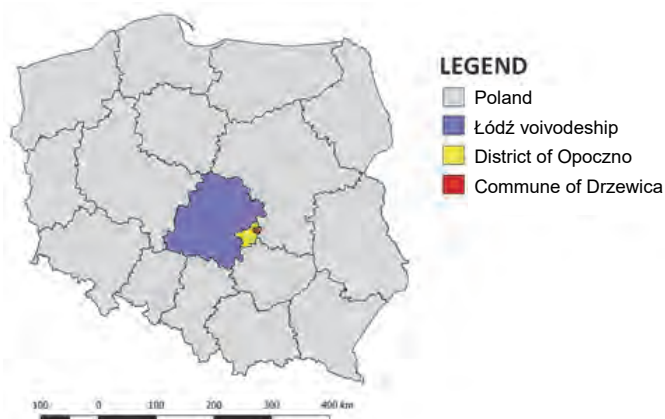 LEGEND
Poland
Łódź voivodeship
District of Opoczno
Commune of Drzewica
100 0 100 200 300 400 km